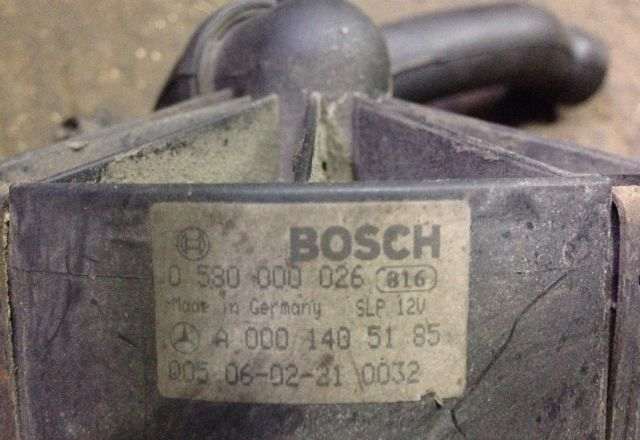 BOSCH
0 580 000 026 816
Made in Germany SLP 12V
A 000 140 51 85
005 06-02-21 0032